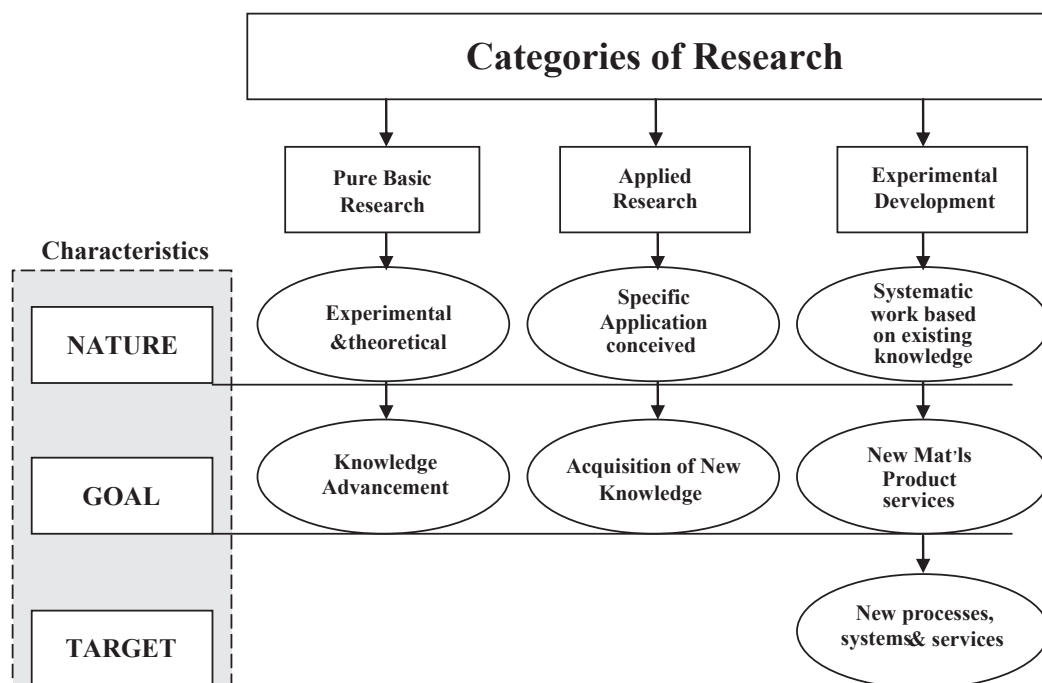 Categories of Research
Pure Basic
Research
Applied
Research
Experimental
Development
Characteristics
NATURE
Experimental
&theoretical
Specific
Application
conceived
Systematic
work based
on existing
knowledge
GOAL
Knowledge
Advancement
Acquisition of New
Knowledge
New Mat'ls
Product
services
TARGET
New processes,
systems& services